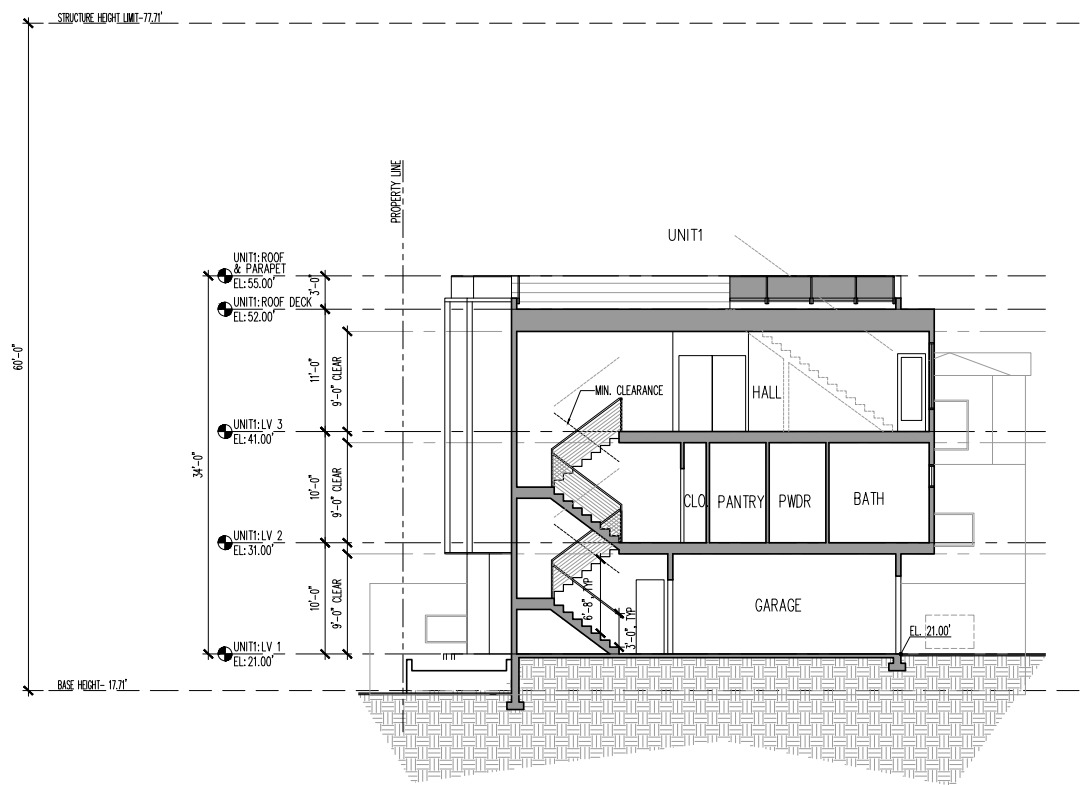 STRUCTURE HEIGHT LIMIT-77.71'
PROPERTY LINE
UNIT1
UNIT1:ROOF
& PARAPET
EL:55.00'
3'-0"
UNIT1:ROOF DECK
EL:52.00'
60'-0"
11'-0"
9'-0" CLEAR
MIN. CLEARANCE
HALL
UNIT1:LV 3
EL:41.00'
34'-0"
10'-0"
9'-0" CLEAR
CLO.
PANTRY
PWDR
BATH
UNIT1:LV 2
EL:31.00'
10'-0"
9'-0" CLEAR
6'-8", TYP
3'-0", TYP
GARAGE
EL. 21.00'
UNIT1:LV 1
EL:21.00'
BASE HEIGHT- 17.71'